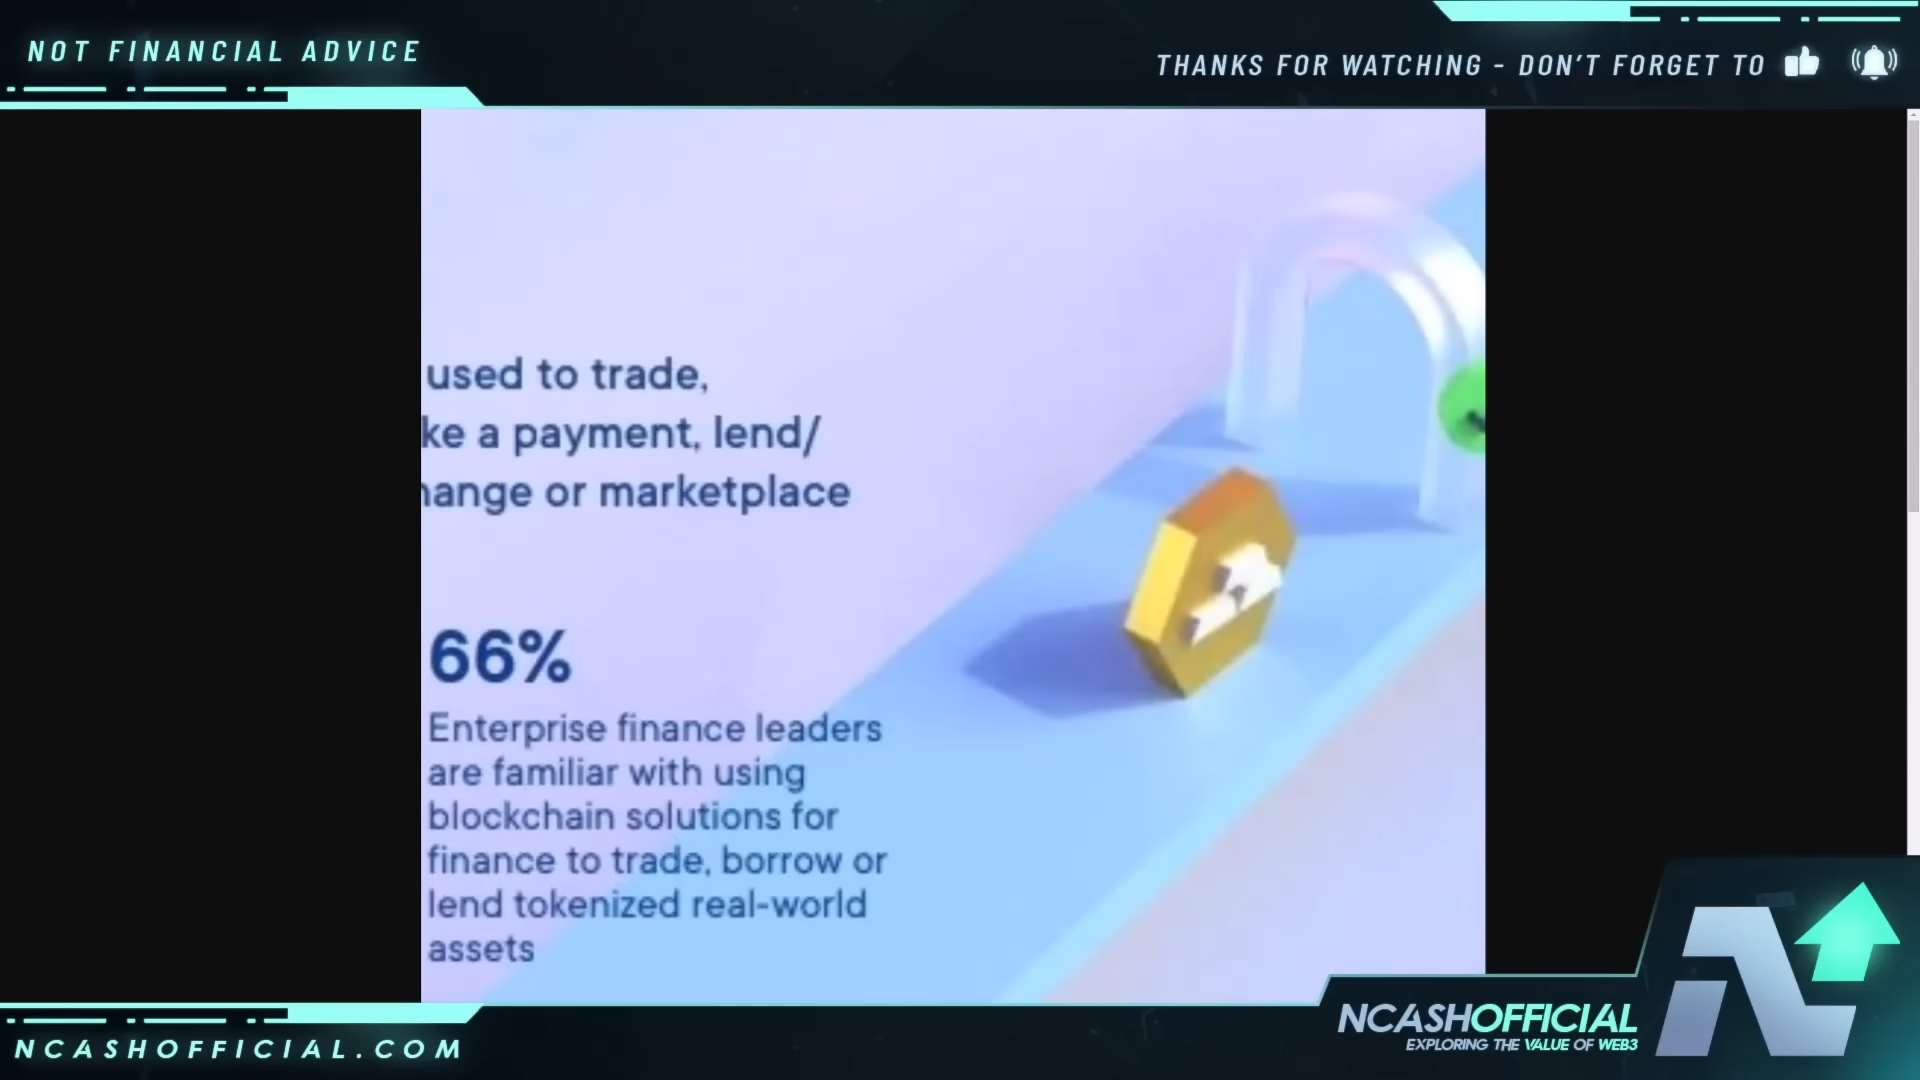 NOT FINANCIAL ADVICE
THANKS FOR WATCHING - DON'T FORGET TO
used to trade,
ke a payment, lend/
hange or marketplace
66%
Enterprise finance leaders
are familiar with using
blockchain solutions for
finance to trade, borrow or
lend tokenized real-world
assets
NCASHOFFICIAL.COM
NCASHOFFICIAL
EXPLORING THE VALUE OF WEB3